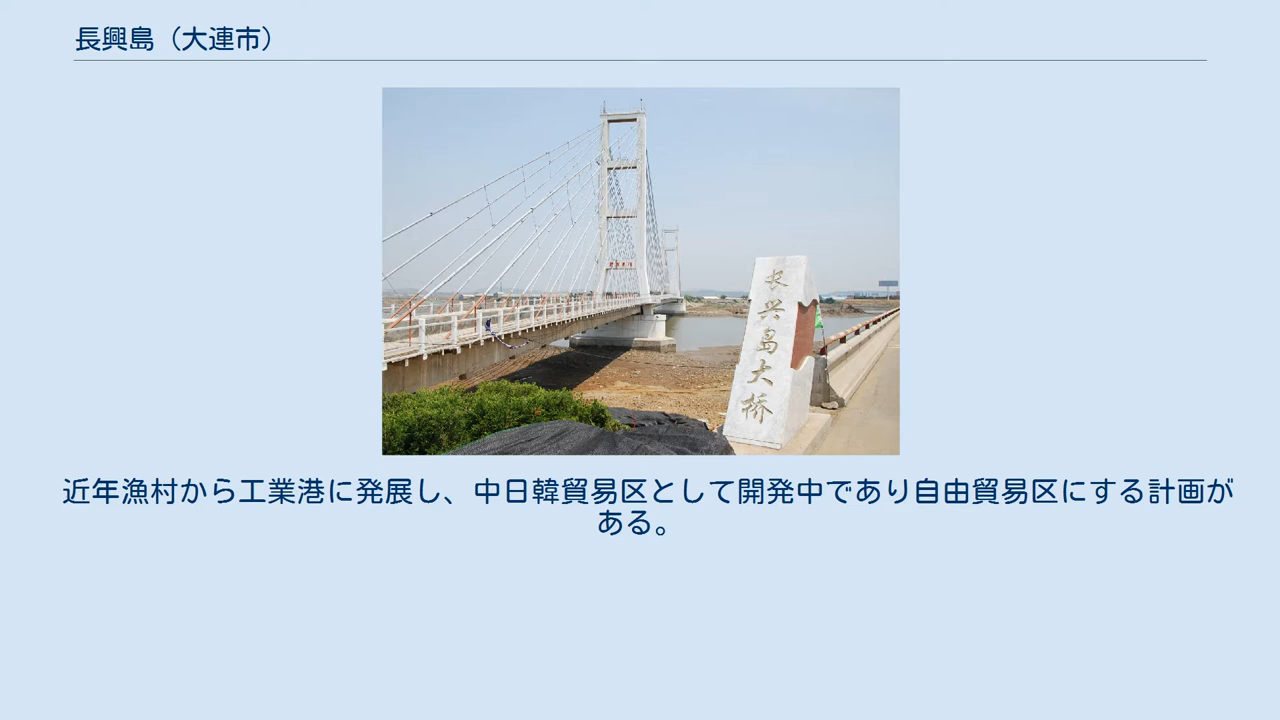 長興島（大連市）
长兴岛大桥
近年漁村から工業港に発展し、中日韓貿易区として開発中であり自由貿易区にする計画が
ある。